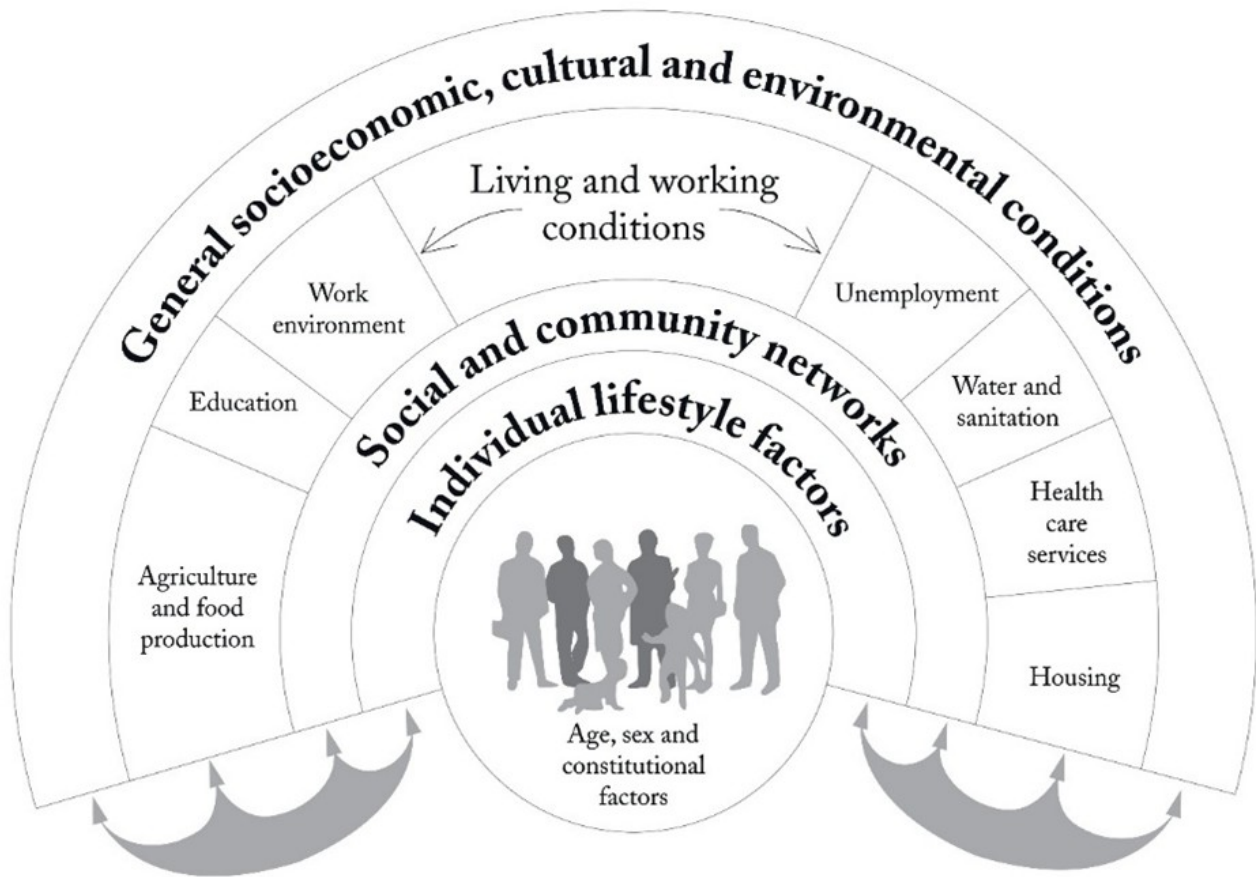 General socioeconomic, cultural and environmental conditions
Living and working
conditions
Work
environment
Unemployment
Education
Water and
sanitation
Agriculture
and food
production
Health
care
services
Housing
Social and community networks
Individual lifestyle factors
Age, sex and
constitutional
factors